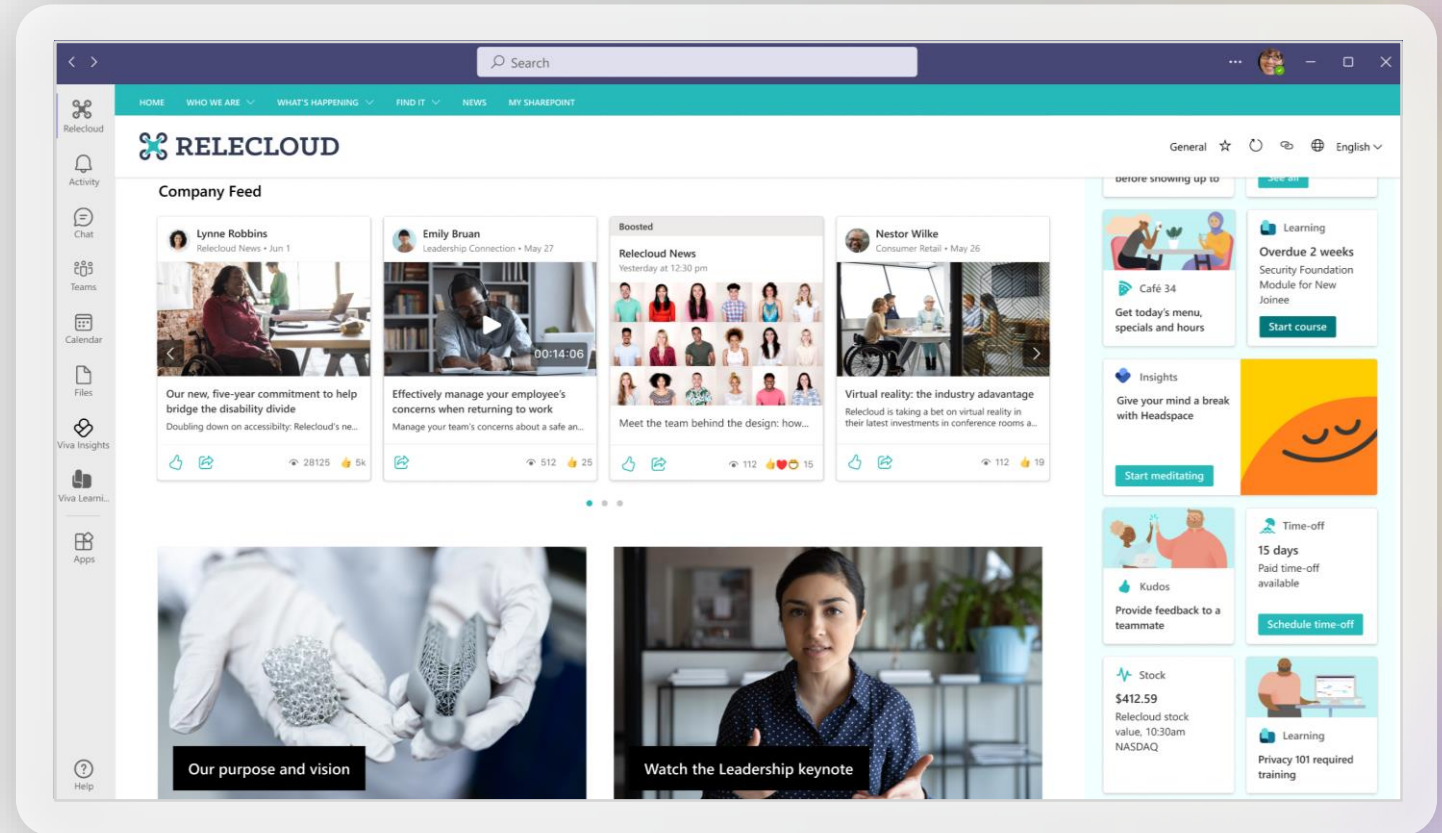 Search
...
Relecloud
Activity
Chat
Teams
Calendar
Files
Viva Insights
Viva Learni...
Apps
Help
HOME WHO WE ARE WHAT'S HAPPENING FIND IT NEWS MY SHAREPOINT
RELECLOUD
General English
Company Feed
Lynne Robbins
Relecloud News • Jun 1
Our new, five-year commitment to help
bridge the disability divide
Doubling down on accessibilty: Relecloud's ne...
28125 5k
Emily Bruan
Leadership Connection • May 27
00:14:06
Effectively manage your employee's
concerns when returning to work
Manage your team's concerns about a safe an...
512 25
Boosted
Relecloud News
Yesterday at 12:30 pm
Meet the team behind the design: how...
112 15
Nestor Wilke
Consumer Retail • May 26
Virtual reality: the industry adavantage
Relecloud is taking a bet on virtual reality in
their latest investments in conference rooms a...
112 19
Our purpose and vision
Watch the Leadership keynote
before showing up to
See all
Café 34
Get today's menu,
specials and hours
Learning
Overdue 2 weeks
Security Foundation
Module for New
Joinee
Start course
Insights
Give your mind a break
with Headspace
Start meditating
Kudos
Provide feedback to a
teammate
Time-off
15 days
Paid time-off
available
Schedule time-off
Stock
$412.59
Relecloud stock
value, 10:30am
NASDAQ
Learning
Privacy 101 required
training